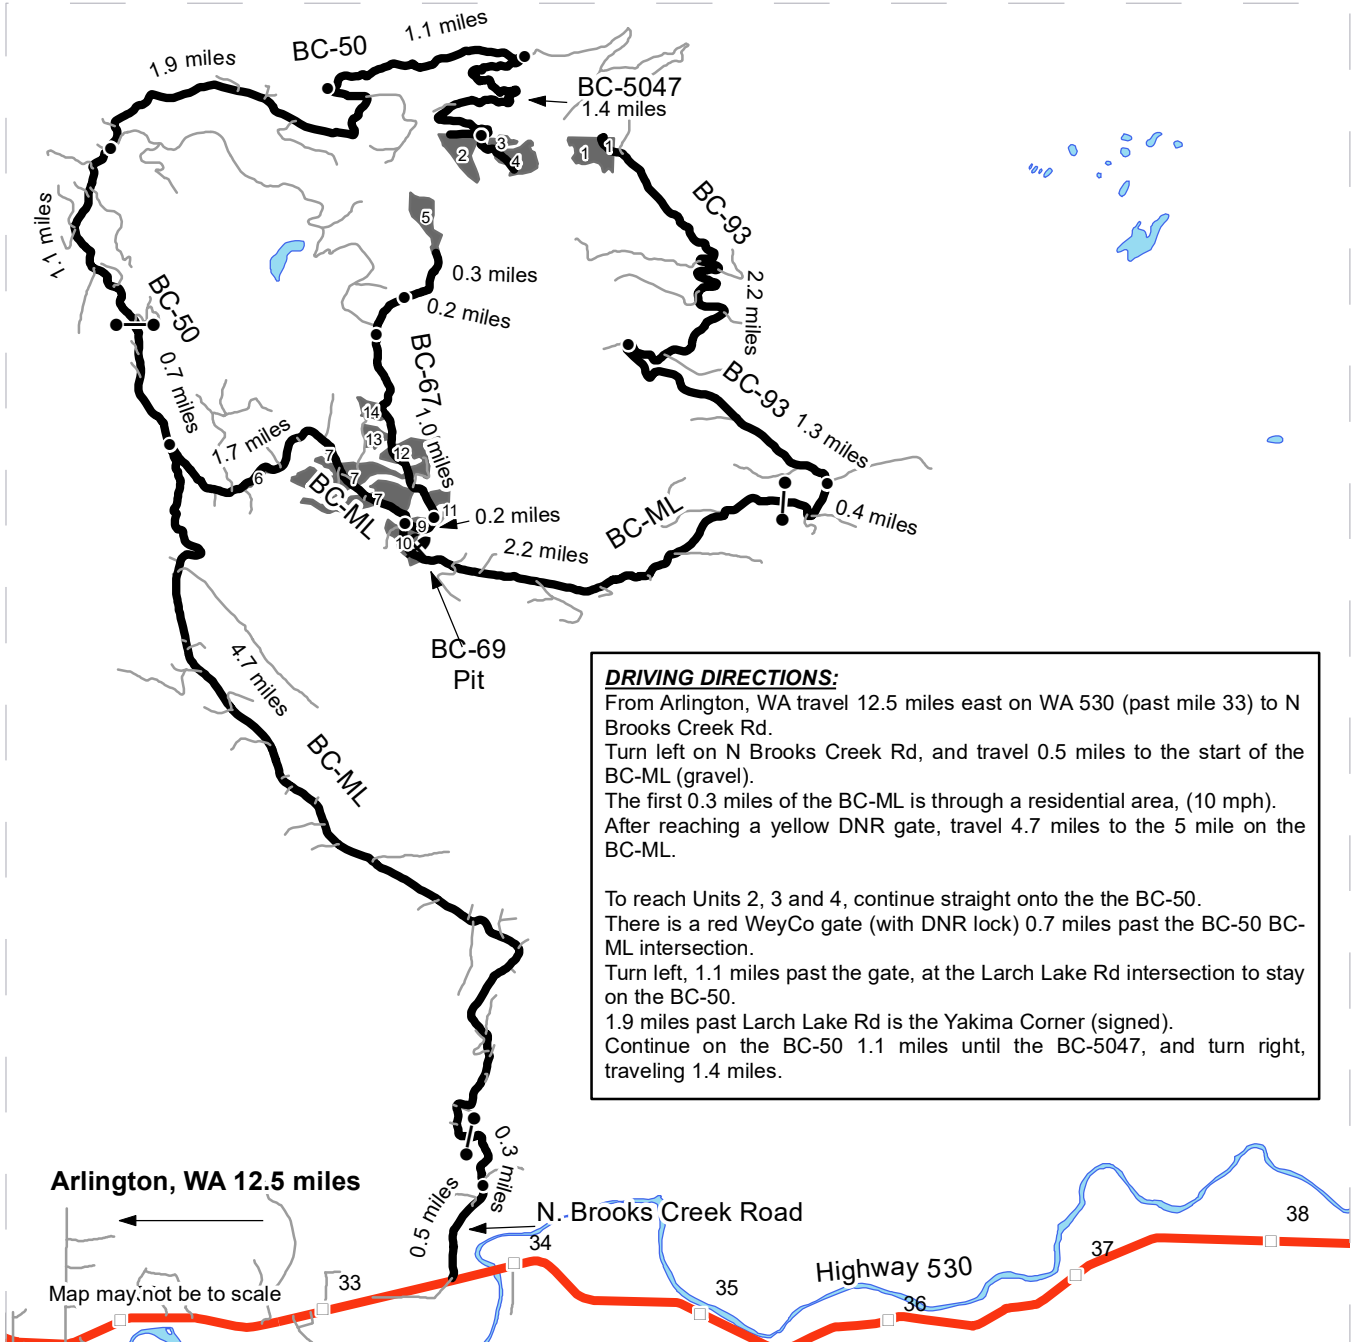 1.1 miles
BC-50
1.9 miles
BC-5047
1.4 miles
3
2
4
1
1
BC-93
5
1.1 miles
0.3 miles
BC-50
0.2 miles
2.2 miles
BC-67
0.7 miles
BC-93
14
1.0 miles
1.3 miles
1.7 miles
13
12
7
6
7
7
BC-ML
11
9
0.2 miles
BC-ML
0.4 miles
10
2.2 miles
BC-69
Pit
4.7 miles
BC-ML
DRIVING DIRECTIONS:
From Arlington, WA travel 12.5 miles east on WA 530 (past mile 33) to N
Brooks Creek Rd.
Turn left on N Brooks Creek Rd, and travel 0.5 miles to the start of the
BC-ML (gravel).
The first 0.3 miles of the BC-ML is through a residential area, (10 mph).
After reaching a yellow DNR gate, travel 4.7 miles to the 5 mile on the
BC-ML.
To reach Units 2, 3 and 4, continue straight onto the the BC-50.
There is a red WeyCo gate (with DNR lock) 0.7 miles past the BC-50 BC-
ML intersection.
Turn left, 1.1 miles past the gate, at the Larch Lake Rd intersection to stay
on the BC-50.
1.9 miles past Larch Lake Rd is the Yakima Corner (signed).
Continue on the BC-50 1.1 miles until the BC-5047, and turn right,
traveling 1.4 miles.
0.3 miles
Arlington, WA 12.5 miles
0.5 miles
N. Brooks Creek Road
38
34
37
Highway 530
33
Map may not be to scale
35
36